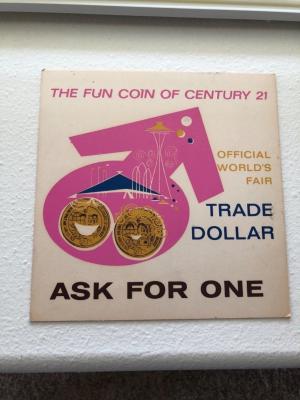 THE FUN COIN OF CENTURY 21
OFFICIAL
WORLD'S
FAIR
TRADE
DOLLAR
ASK FOR ONE